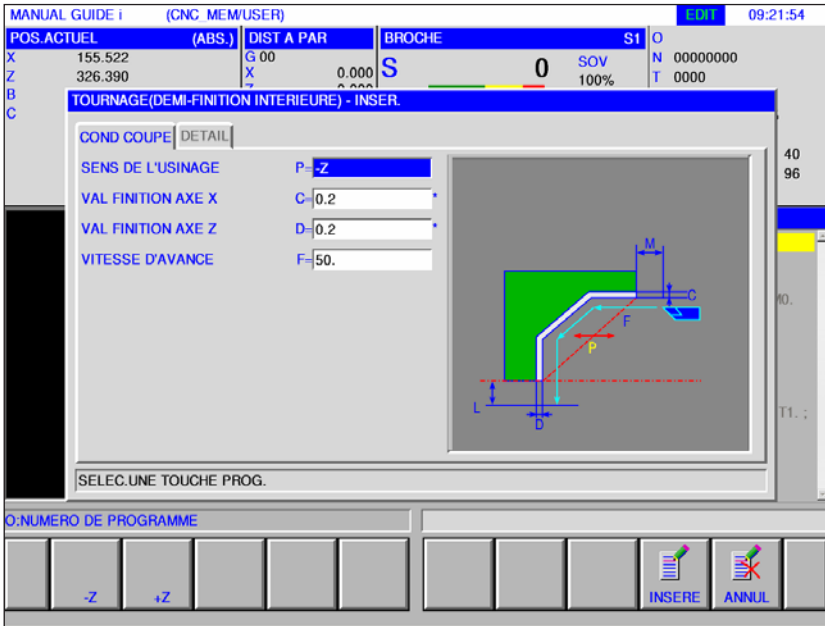 MANUAL GUIDE i (CNC_MEM/USER) EDIT 09:21:54
POS.ACTUEL (ABS.) DIST A PAR BROCHE S1 O
X 155.522 G 00 S 0 SOV N 00000000
Z 326.390 X 0.000 100% T 0000
B
C
TOURNAGE(DEMI-FINITION INTERIEURE) - INSER.
COND COUPE DETAIL
40
96
SENS DE L'USINAGE P=-Z
VAL FINITION AXE X C=0.2 *
VAL FINITION AXE Z D=0.2 *
VITESSE D'AVANCE F=50.
M
C
F
P
L
D
T1. ;
SELEC.UNE TOUCHE PROG.
O:NUMERO DE PROGRAMME
-Z +Z INSERE ANNUL